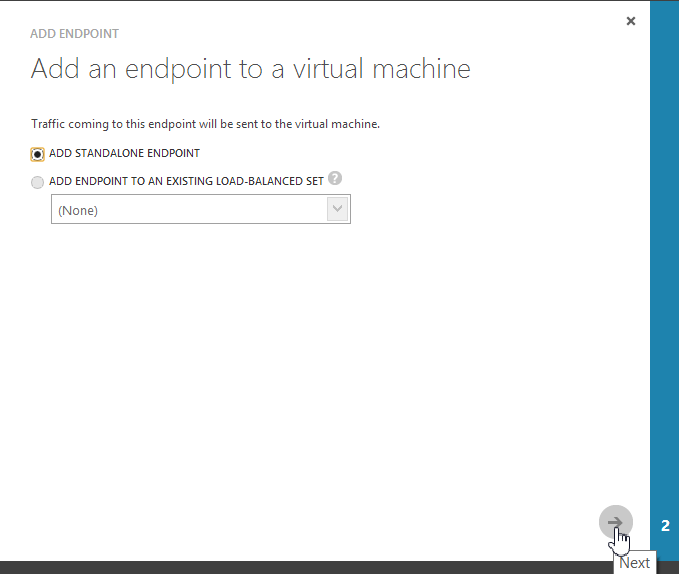 ADD ENDPOINT
Add an endpoint to a virtual machine
Traffic coming to this endpoint will be sent to the virtual machine.
ADD STANDALONE ENDPOINT
ADD ENDPOINT TO AN EXISTING LOAD-BALANCED SET ?
(None)
2
Next